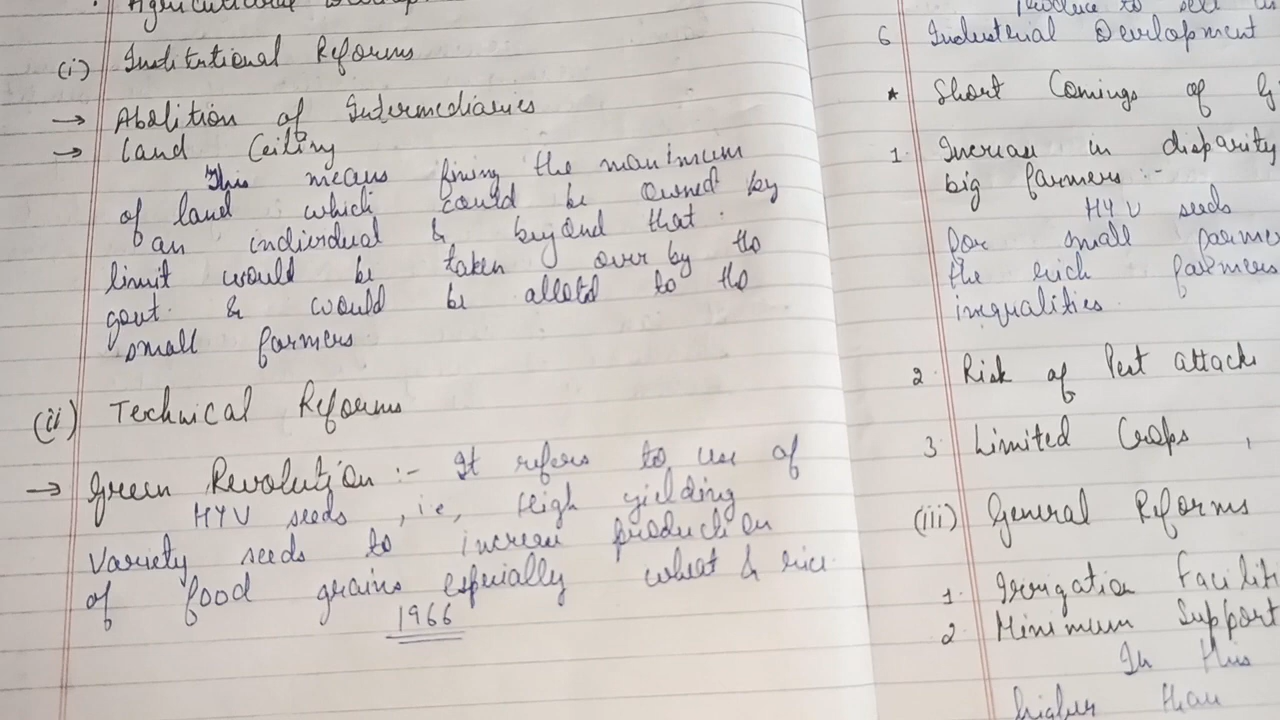 (i) Institutional Reforms
→ Abolition of Intermediaries
→ Land Ceiling
This means fixing the maximum
of land which could be owned by
an individual & beyond that
limit would be taken over by the
govt. & would be alloted to the
small farmers
(ii) Technical Reforms
→ Green Revolution :- It refers to use of
HYV seeds, i.e, High yielding
Variety seeds to increase production
of food grains especially wheat & rice.
1966
produce to sell
6 Industrial Development
* Short Comings of G
1. Increase in disparity
big farmers :-
HYV seeds
for small farmer
the rich farmers
inequalities
2. Risk of Pest attack
3. Limited Crops
(iii) General Reforms
1. Irrigation Facilit
2. Minimum Support
In this
higher than